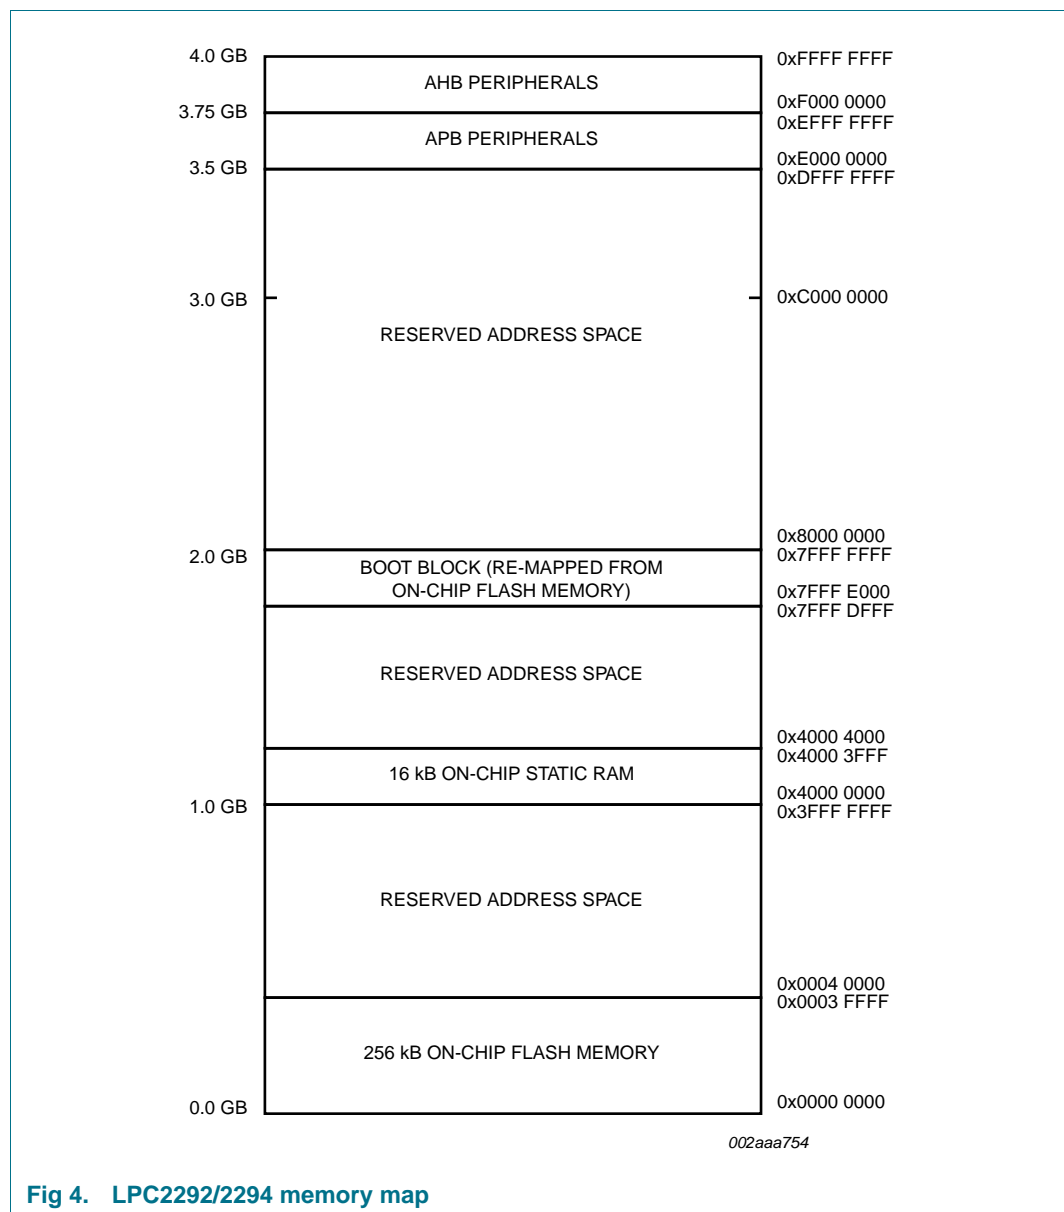 4.0 GB
0xFFFF FFFF
AHB PERIPHERALS
0xF000 0000
3.75 GB
0xEFFF FFFF
APB PERIPHERALS
0xE000 0000
3.5 GB
0xDFFF FFFF
3.0 GB
0xC000 0000
RESERVED ADDRESS SPACE
0x8000 0000
2.0 GB
0x7FFF FFFF
BOOT BLOCK (RE-MAPPED FROM
ON-CHIP FLASH MEMORY)
0x7FFF E000
0x7FFF DFFF
RESERVED ADDRESS SPACE
0x4000 4000
0x4000 3FFF
16 kB ON-CHIP STATIC RAM
0x4000 0000
1.0 GB
0x3FFF FFFF
RESERVED ADDRESS SPACE
0x0004 0000
0x0003 FFFF
256 kB ON-CHIP FLASH MEMORY
0.0 GB
0x0000 0000
002aaa754
Fig 4. LPC2292/2294 memory map